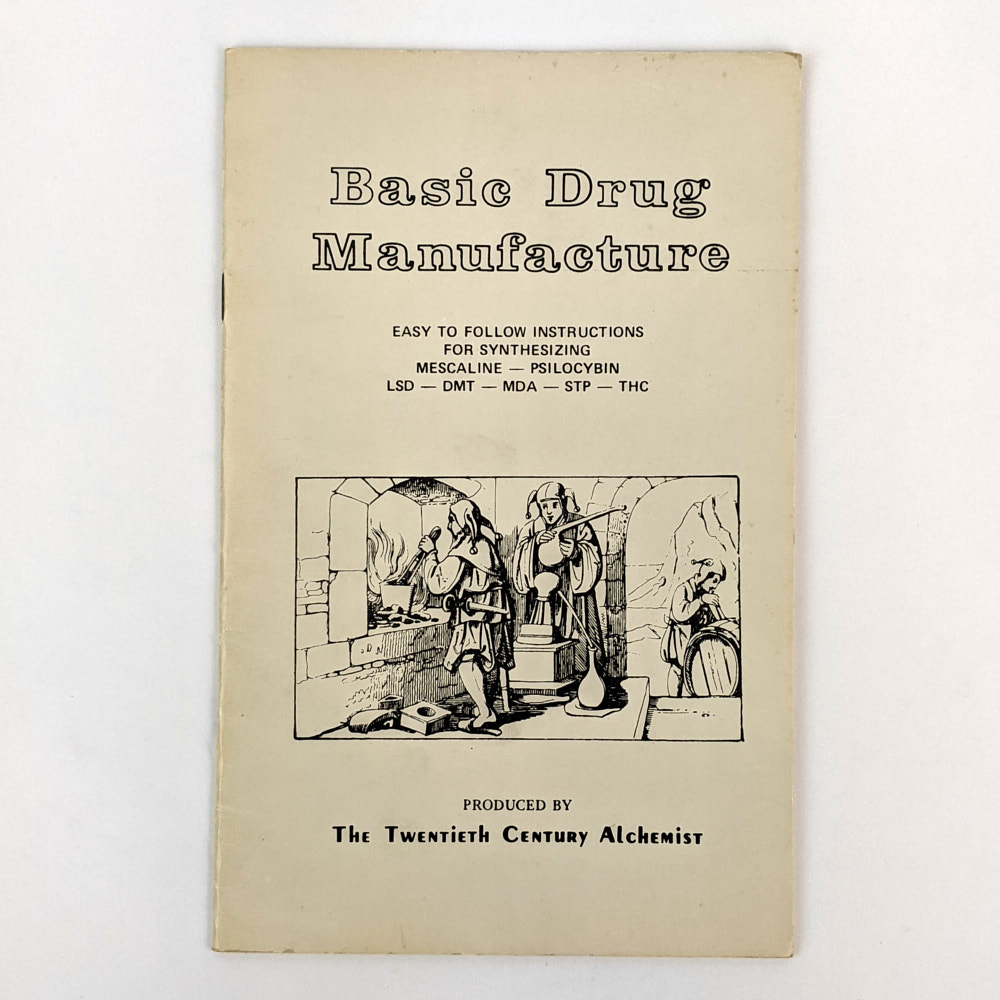 Basic Drug
Manufacture
EASY TO FOLLOW INSTRUCTIONS
FOR SYNTHESIZING
MESCALINE — PSILOCYBIN
LSD — DMT — MDA — STP — THC
PRODUCED BY
The Twentieth Century Alchemist